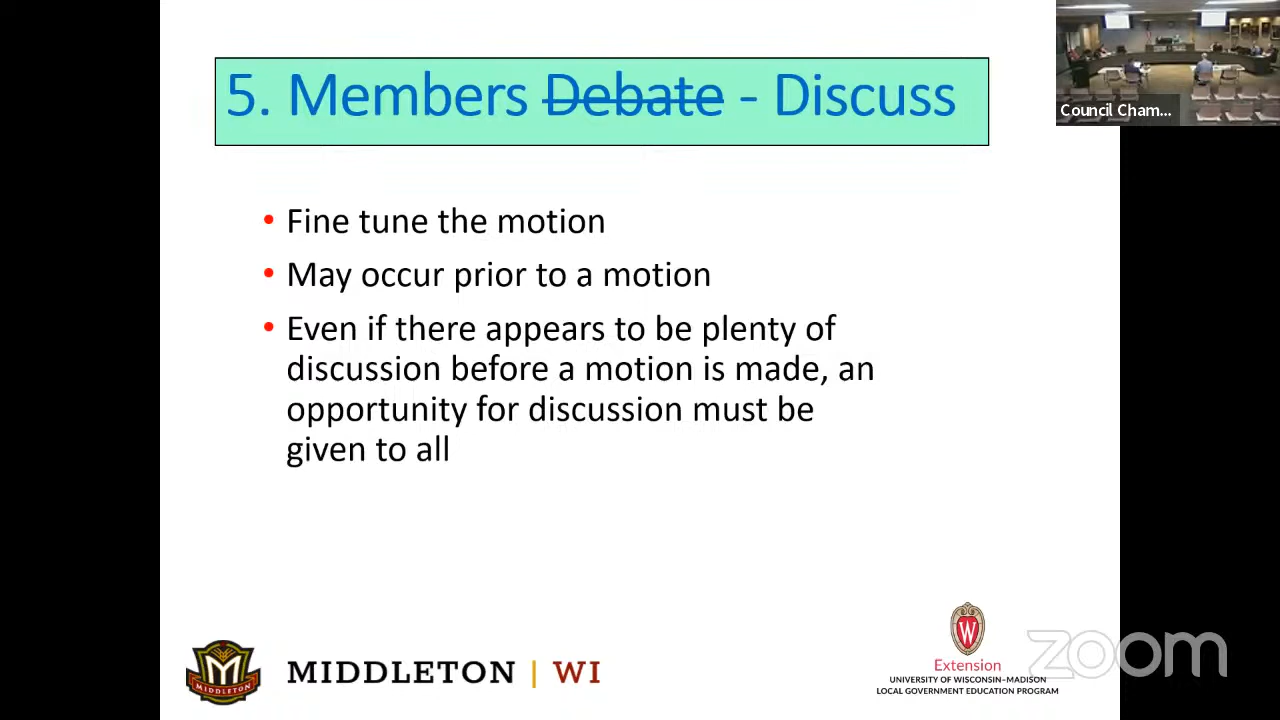 5. Members Debate - Discuss
Council Cham...
• Fine tune the motion
• May occur prior to a motion
• Even if there appears to be plenty of
discussion before a motion is made, an
opportunity for discussion must be
given to all
MIDDLETON
MIDDLETON | WI
W
Extension
UNIVERSITY OF WISCONSIN–MADISON
LOCAL GOVERNMENT EDUCATION PROGRAM
zoom